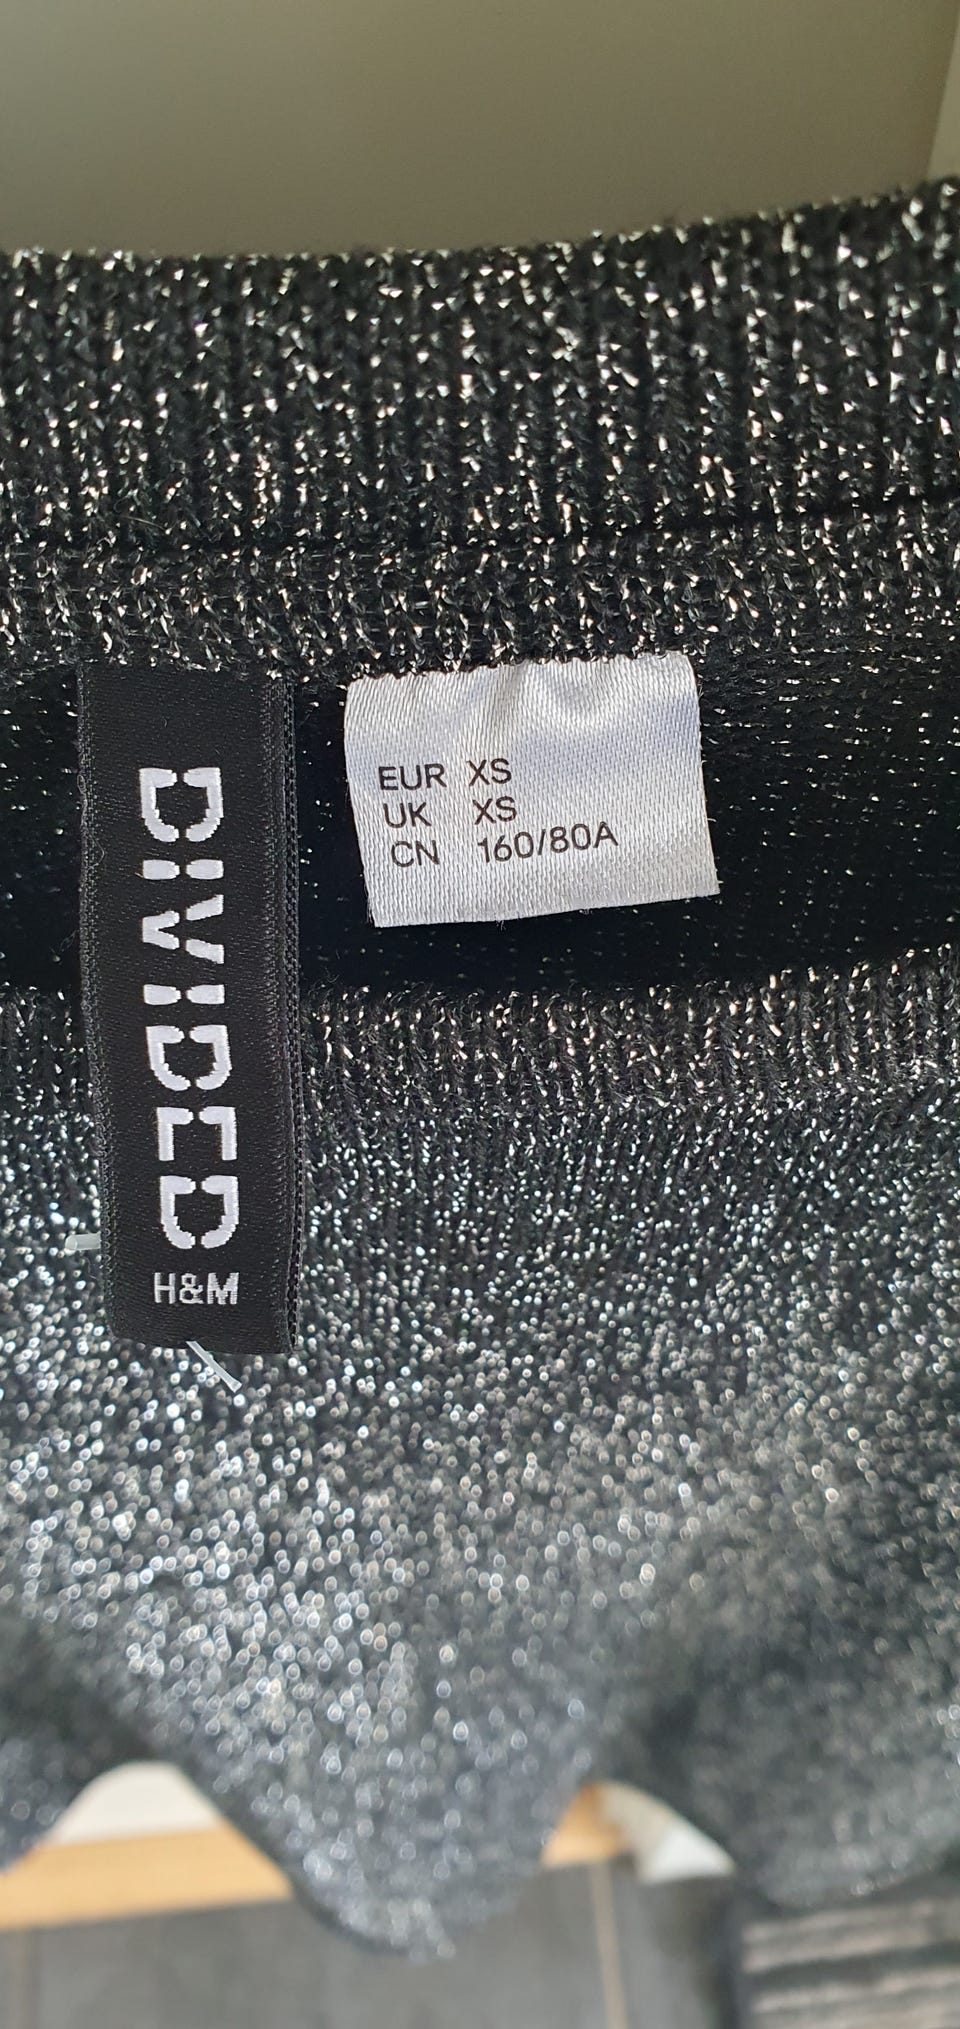 DIVIDED
H&M
EUR XS
UK XS
CN 160/80A